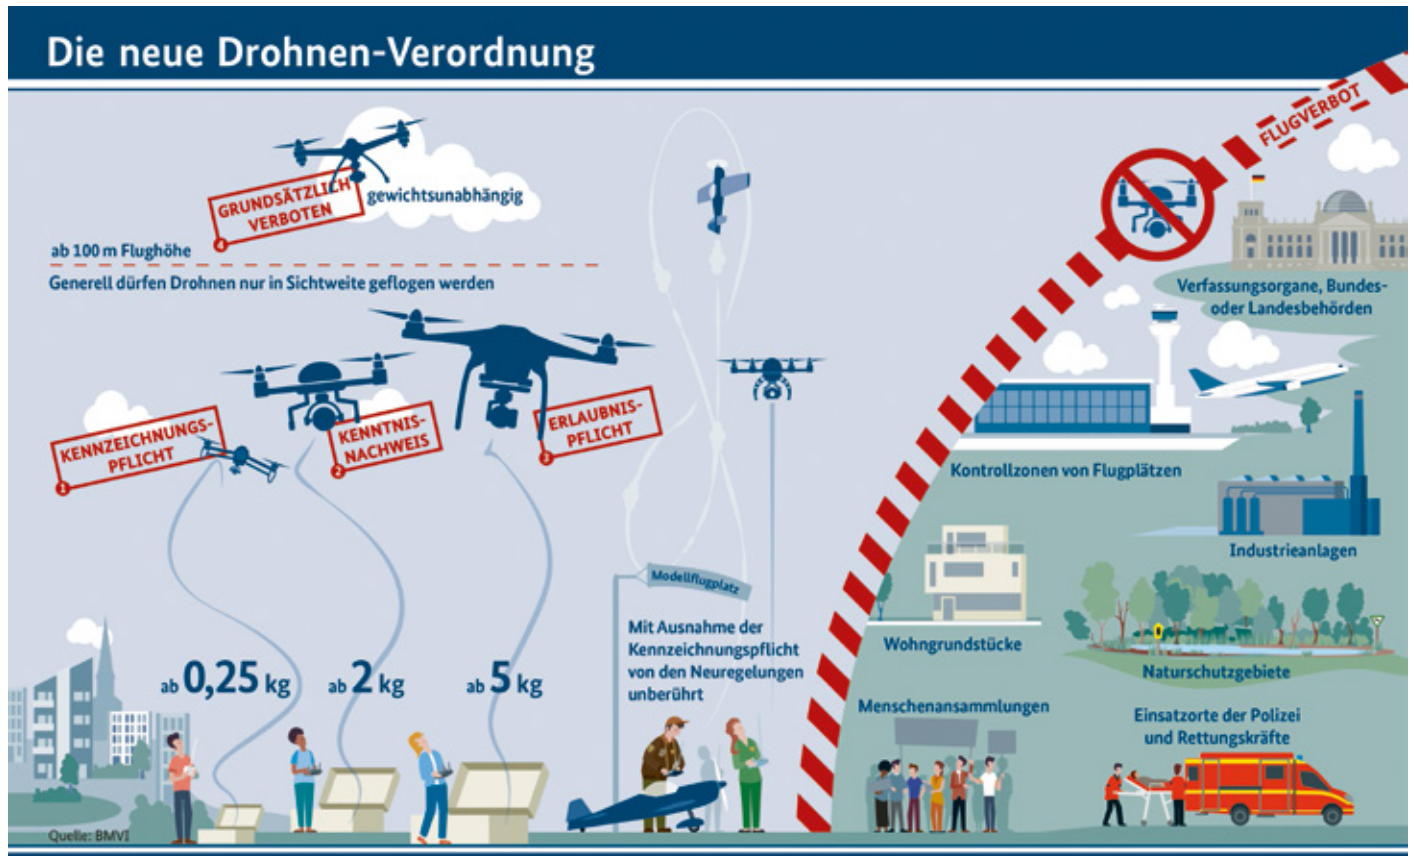 Die neue Drohnen-Verordnung
FLUGVERBOT
GRUNDSÄTZLICH
VERBOTEN
4
gewichtsunabhängig
ab 100 m Flughöhe
Generell dürfen Drohnen nur in Sichtweite geflogen werden
KENNZEICHNUNGS-
PFLICHT
1
KENNTNIS-
NACHWEIS
2
ERLAUBNIS-
PFLICHT
3
ab 0,25 kg
ab 2 kg
ab 5 kg
Modellflugplatz
Mit Ausnahme der
Kennzeichnungspflicht
von den Neuregelungen
unberührt
Verfassungsorgane, Bundes-
oder Landesbehörden
Kontrollzonen von Flugplätzen
Industrieanlagen
Wohngrundstücke
Naturschutzgebiete
Menschenansammlungen
Einsatzorte der Polizei
und Rettungskräfte
Quelle: BMVI